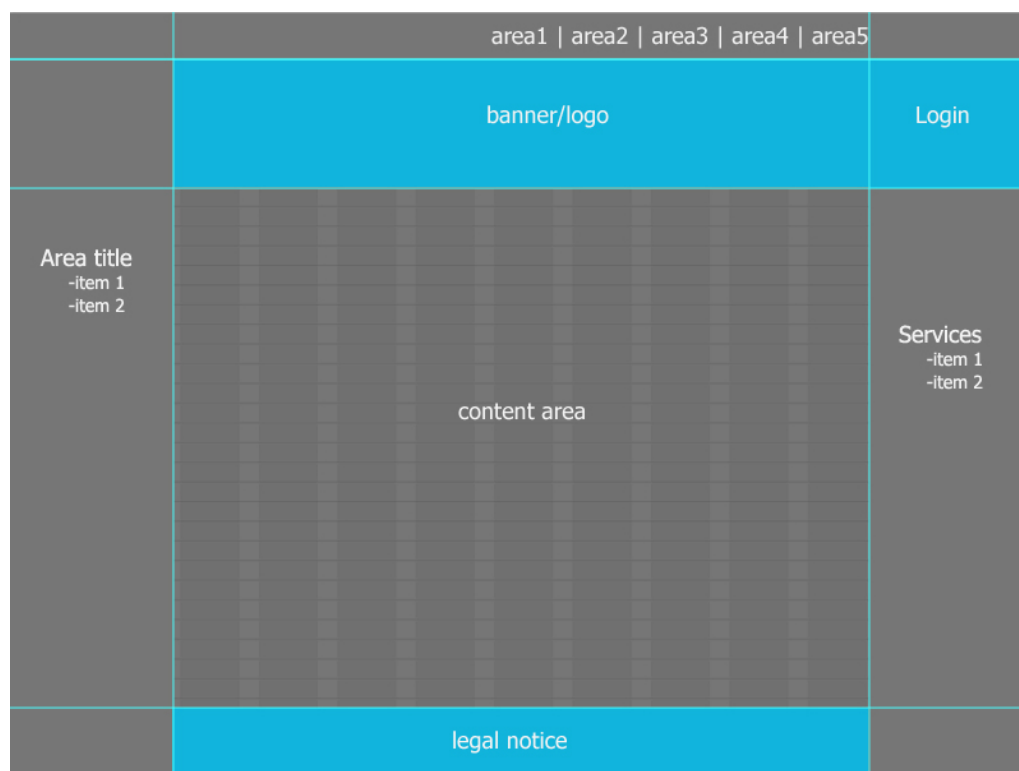 area1 | area2 | area3 | area4 | area5
banner/logo
Login
Area title
-item 1
-item 2
Services
-item 1
-item 2
content area
legal notice